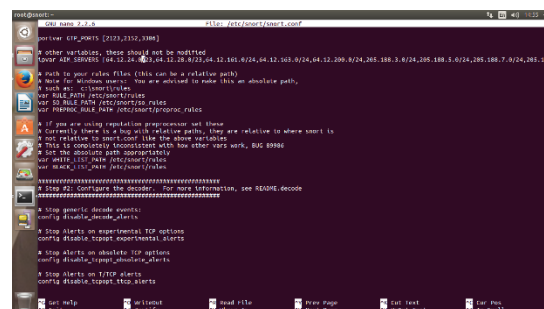 root@snort: ~
14:33
GNU nano 2.2.6 File: /etc/snort/snort.conf
portvar GTP_PORTS [2123,2152,3386]
# other variables, these should not be modified
ipvar AIM_SERVERS [64.12.24.0/23,64.12.28.0/23,64.12.161.0/24,64.12.163.0/24,64.12.200.0/24,205.188.3.0/24,205.188.5.0/24,205.188.7.0/24,205.1
# Path to your rules files (this can be a relative path)
# Note for Windows users: You are advised to make this an absolute path,
# such as: c:\snort\rules
var RULE_PATH /etc/snort/rules
var SO_RULE_PATH /etc/snort/so_rules
var PREPROC_RULE_PATH /etc/snort/preproc_rules
# If you are using reputation preprocessor set these
# Currently there is a bug with relative paths, they are relative to where snort is
# not relative to snort.conf like the above variables
# This is completely inconsistent with how other vars work, BUG 89986
# Set the absolute path appropriately
var WHITE_LIST_PATH /etc/snort/rules
var BLACK_LIST_PATH /etc/snort/rules
###################################################
# Step #2: Configure the decoder. For more information, see README.decode
###################################################
# Stop generic decode events:
config disable_decode_alerts
# Stop Alerts on experimental TCP options
config disable_tcpopt_experimental_alerts
# Stop Alerts on obsolete TCP options
config disable_tcpopt_obsolete_alerts
# Stop Alerts on T/TCP alerts
config disable_tcpopt_ttcp_alerts
^G Get Help ^O WriteOut ^R Read File ^Y Prev Page ^K Cut Text ^C Cur Pos